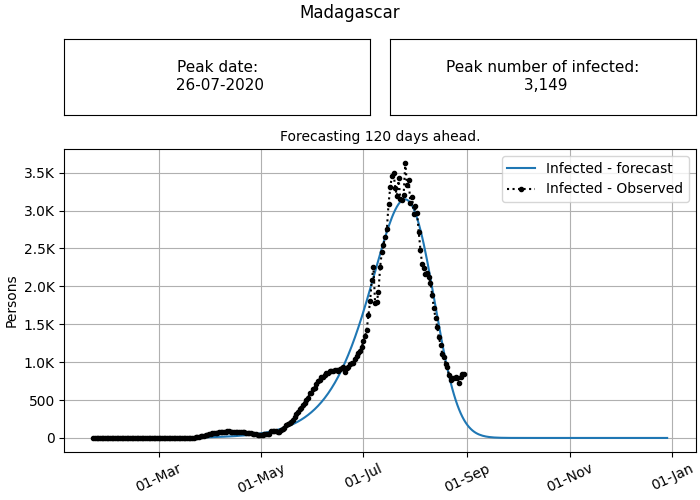 Madagascar
Peak date:
26-07-2020
Peak number of infected:
3,149
Forecasting 120 days ahead.
Infected - forecast
Infected - Observed
Persons
3.5K
3.0K
2.5K
2.0K
1.5K
1.0K
500
0
01-Mar
01-May
01-Jul
01-Sep
01-Nov
01-Jan